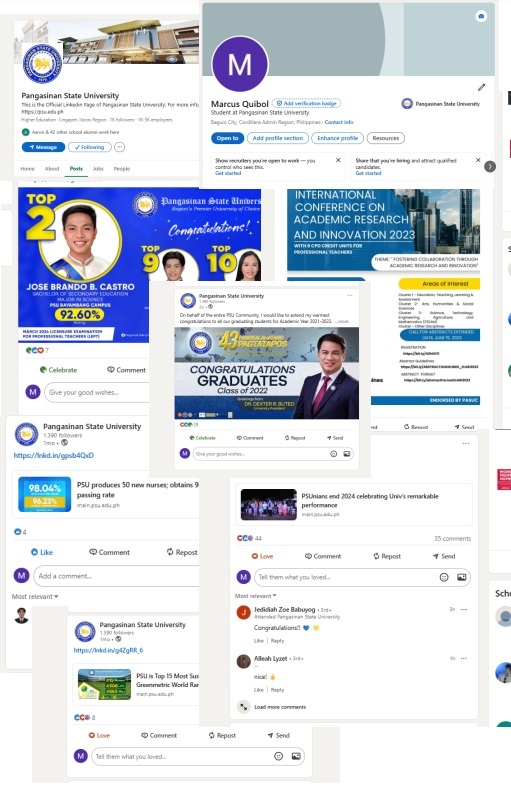 Pangasinan State University
This is the Official Linkedin Page of Pangasinan State University. For more info
https://psu.edu.ph
Higher Education · Lingayen, Ilocos Region · 1K followers · 1K-5K employees
Aaron & 42 other school alumni work here
Message
Following
Home
About
Posts
Jobs
People
M
Marcus Quibol
Add verification badge
Student at Pangasinan State University
Baguio City, Cordillera Admin Region, Philippines · Contact info
Pangasinan State University
Open to
Add profile section
Enhance profile
Resources
Show recruiters you're open to work — you
control who sees this.
Get started
Share that you're hiring and attract qualified
candidates.
Get started
TOP
2
Pangasinan State Univers
Region's Premier University of Choice
Congratulations!
TOP
9
TOP
10
JOSE BRANDO B. CASTRO
BACHELOR OF SECONDARY EDUCATION
MAJOR IN SCIENCE
PSU BAYAMBANG CAMPUS
92.60%
MARCH 2024 LICENSURE EXAMINATION
FOR PROFESSIONAL TEACHERS (LEPT)
7
Celebrate
Comment
M
Give your good wishes...
INTERNATIONAL
CONFERENCE ON
ACADEMIC RESEARCH
AND INNOVATION 2023
WITH 8 CPD CREDIT UNITS FOR
PROFESSIONAL TEACHERS
THEME: "FOSTERING COLLABORATION THROUGH
ACADEMIC RESEARCH AND INNOVATION"
Areas of Interest
CALL FOR ABSTRACTS EXTENDED
UNTIL JUNE 10, 2023
REGISTRATION
Abstract Guidelines
ABSTRACT FORMAT
ENDORSED BY PASUC
Repost
Send
Pangasinan State University
On behalf of the entire PSU Community, I would like to extend my warmest
congratulations to all our graduating students for Academic Year 2021-2022. ...more
43
PAGTATAPOS
CONGRATULATIONS
GRADUATES
Class of 2022
Greetings from
DR. DEXTER R. BUTED
University President
Celebrate
Comment
Repost
Send
M
Give your good wishes...
Pangasinan State University
1,390 followers
1mo
https://lnkd.in/gpsb4QxD
98.04%
96.23%
PSU produces 50 new nurses; obtains 9
passing rate
main.psu.edu.ph
4
Like
Comment
Repost
M
Add a comment...
Most relevant
PSUnians end 2024 celebrating Univ's remarkable
performance
main.psu.edu.ph
44
35 comments
Love
Comment
Repost
Send
M
Tell them what you loved...
Most relevant
J
Jedidiah Zoe Babuyog • 3rd+
Attended Pangasinan State University
Congratulations!!
Like
Reply
Alleah Lyzet • 3rd+
nice!
Like
Reply
Load more comments
Pangasinan State University
1,390 followers
1mo
https://lnkd.in/g4ZgRR_6
PSU is Top 15 Most Sus
Greenmetric World Ran
main.psu.edu.ph
8
Love
Comment
Repost
Send
M
Tell them what you loved...
Scho